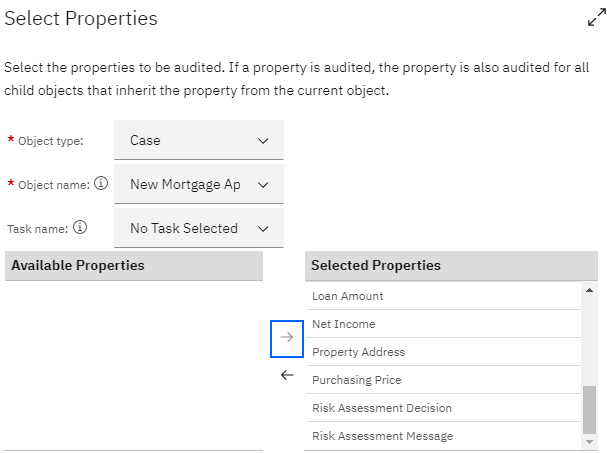 Select Properties
Select the properties to be audited. If a property is audited, the property is also audited for all
child objects that inherit the property from the current object.
* Object type: Case
* Object name: New Mortgage Ap
Task name: No Task Selected
Available Properties
Selected Properties
Loan Amount
Net Income
Property Address
Purchasing Price
Risk Assessment Decision
Risk Assessment Message